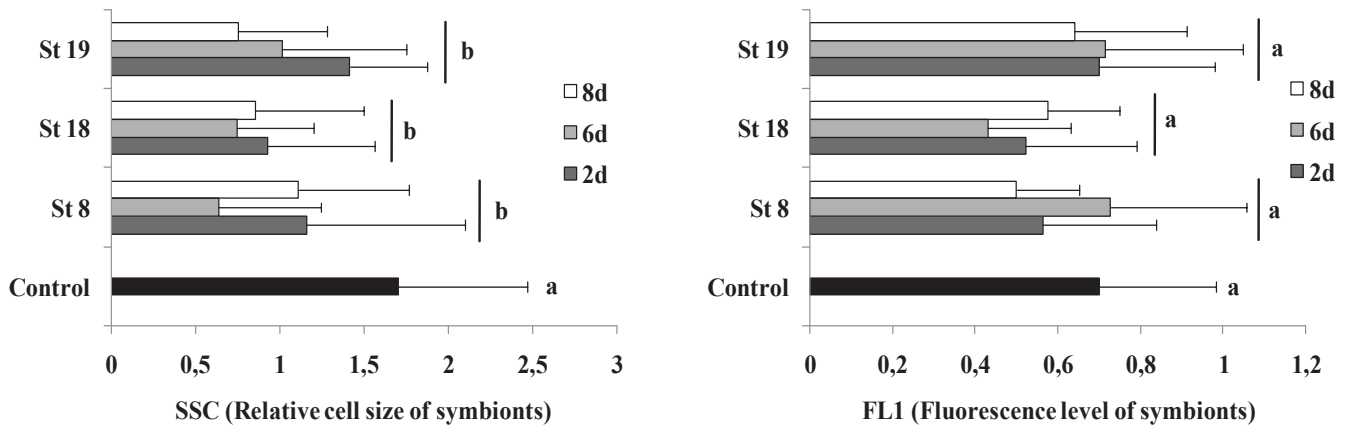 St 19
St 18
St 8
Control
b
b
b
a
8d
6d
2d
0 0,5 1 1,5 2 2,5 3
SSC (Relative cell size of symbionts)
St 19
St 18
St 8
Control
a
a
a
a
8d
6d
2d
0 0,2 0,4 0,6 0,8 1 1,2
FL1 (Fluorescence level of symbionts)